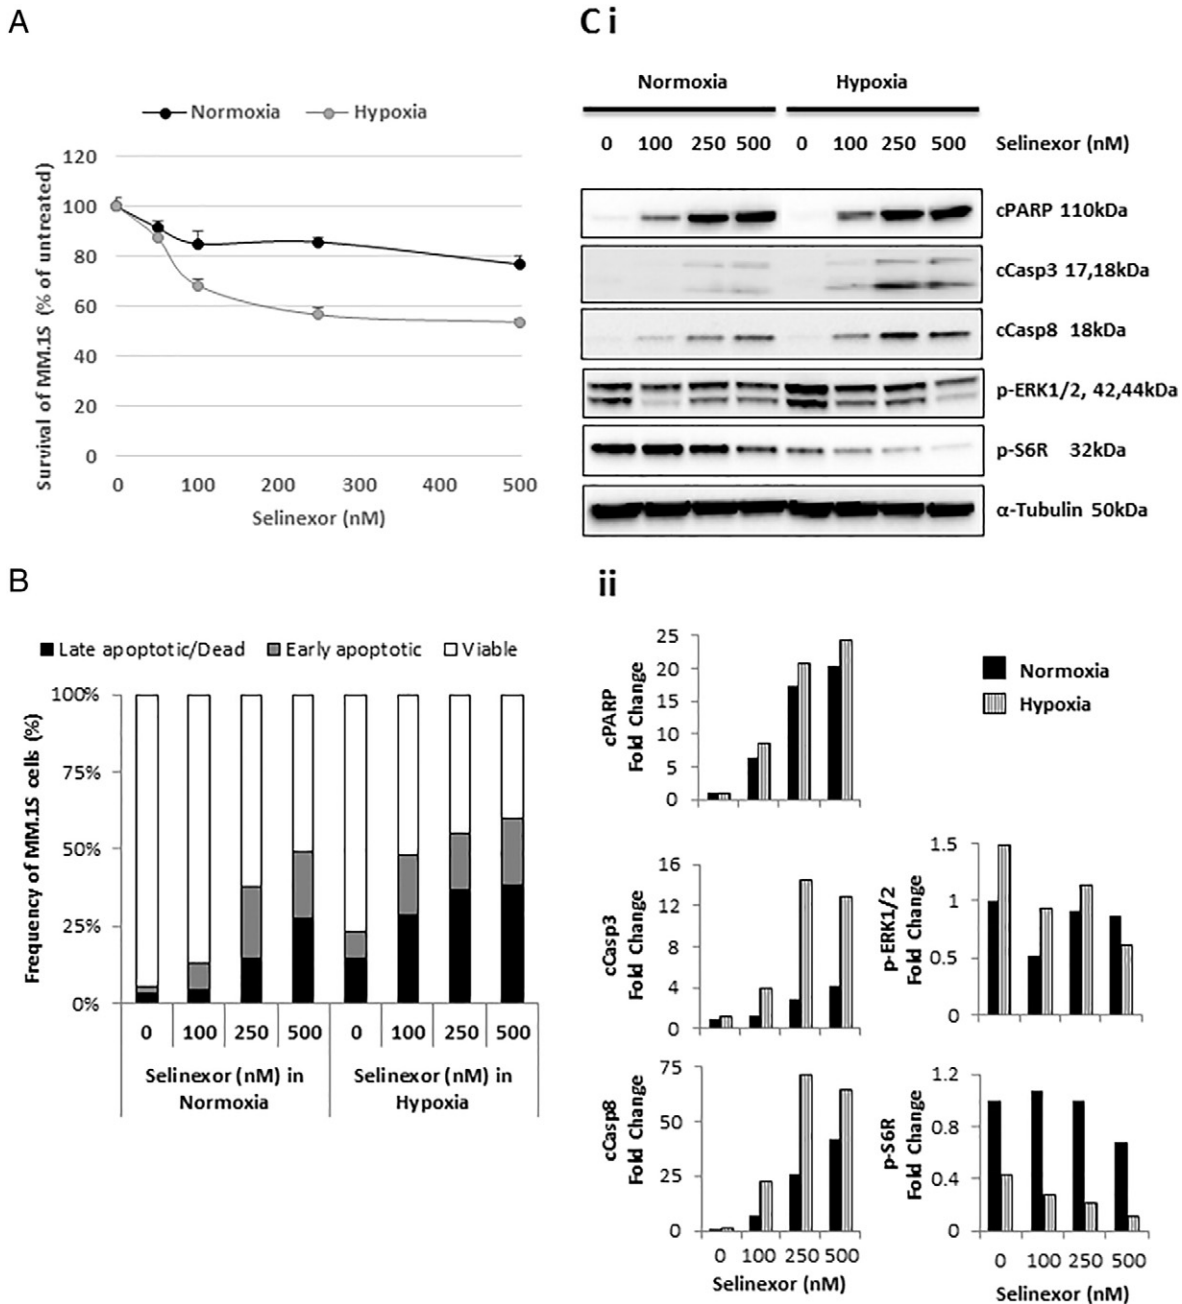 A
Normoxia Hypoxia
Survival of MM.1S (% of untreated)
120
100
80
60
40
20
0
0 100 200 300 400 500
Selinexor (nM)
B
Late apoptotic/Dead Early apoptotic Viable
Frequency of MM.1S cells (%)
100%
75%
50%
25%
0%
0 100 250 500 0 100 250 500
Selinexor (nM) in Selinexor (nM) in
Normoxia Hypoxia
C i
Normoxia Hypoxia
0 100 250 500 0 100 250 500 Selinexor (nM)
cPARP 110kDa
cCasp3 17,18kDa
cCasp8 18kDa
p-ERK1/2, 42,44kDa
p-S6R 32kDa
α-Tubulin 50kDa
ii
Normoxia
Hypoxia
cPARP
Fold Change
25
20
15
10
5
0
cCasp3
Fold Change
16
12
8
4
0
p-ERK1/2
Fold Change
1.5
1
0.5
0
cCasp8
Fold Change
75
50
25
0
0 100 250 500
Selinexor (nM)
p-S6R
Fold Change
1.2
0.8
0.4
0
0 100 250 500
Selinexor (nM)